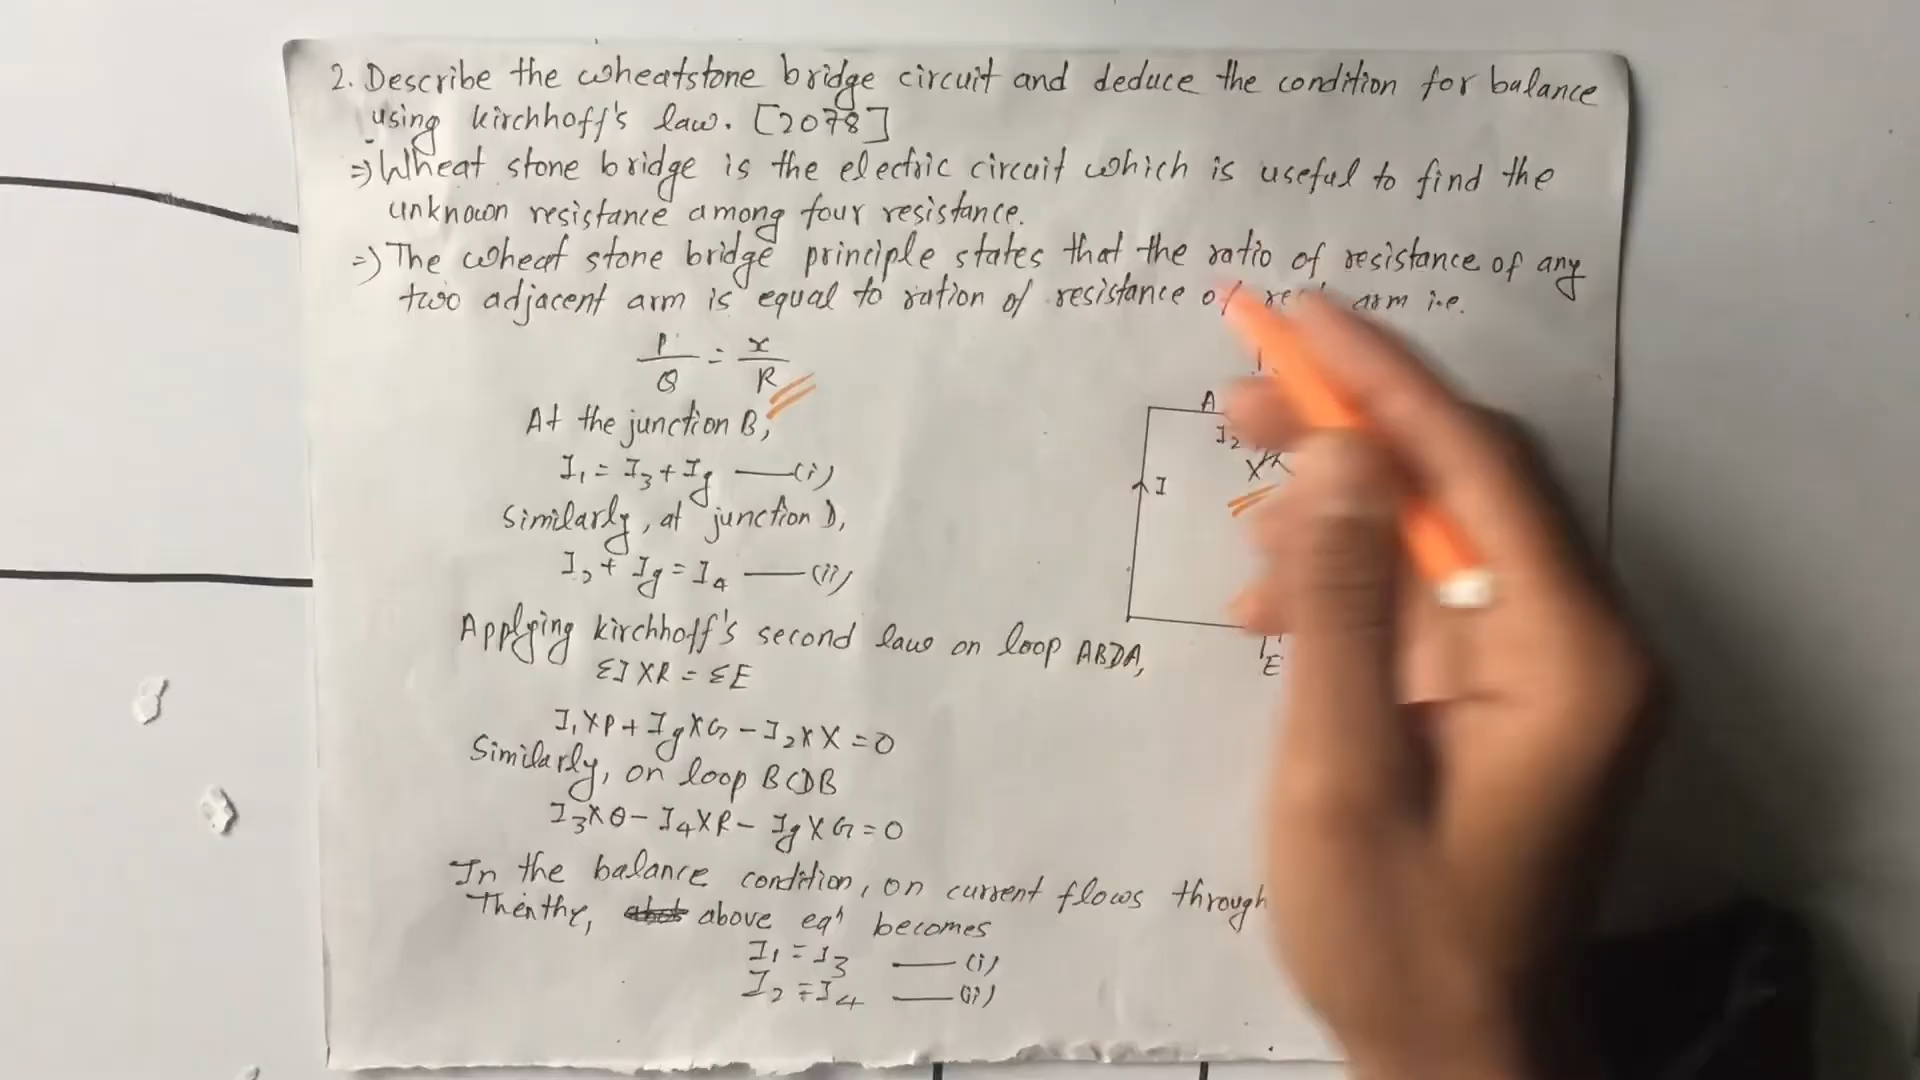 2. Describe the wheatstone bridge circuit and deduce the condition for balance
using kirchhoff's law. [2078]
=> Wheat stone bridge is the electric circuit which is useful to find the
unknown resistance among four resistance.
=> The wheat stone bridge principle states that the ratio of resistance of any
two adjacent arm is equal to ration of resistance of arm i.e.
P/Q = x/R
At the junction B,
I₁ = I₃ + Ig —(i)
Similarly, at junction D,
I₂ + Ig = I₄ —(ii)
A
I₂
X
I
E
Applying kirchhoff's second law on loop ABDA,
ΣI X R = ΣE
I₁ X P + Ig X G - I₂ X X = 0
Similarly, on loop BCDB
I₃ X Q - I₄ X R - Ig X G = 0
In the balance condition, on current flows through
Then the, above eqⁿ becomes
I₁ = I₃ —(i)
I₂ = I₄ —(ii)